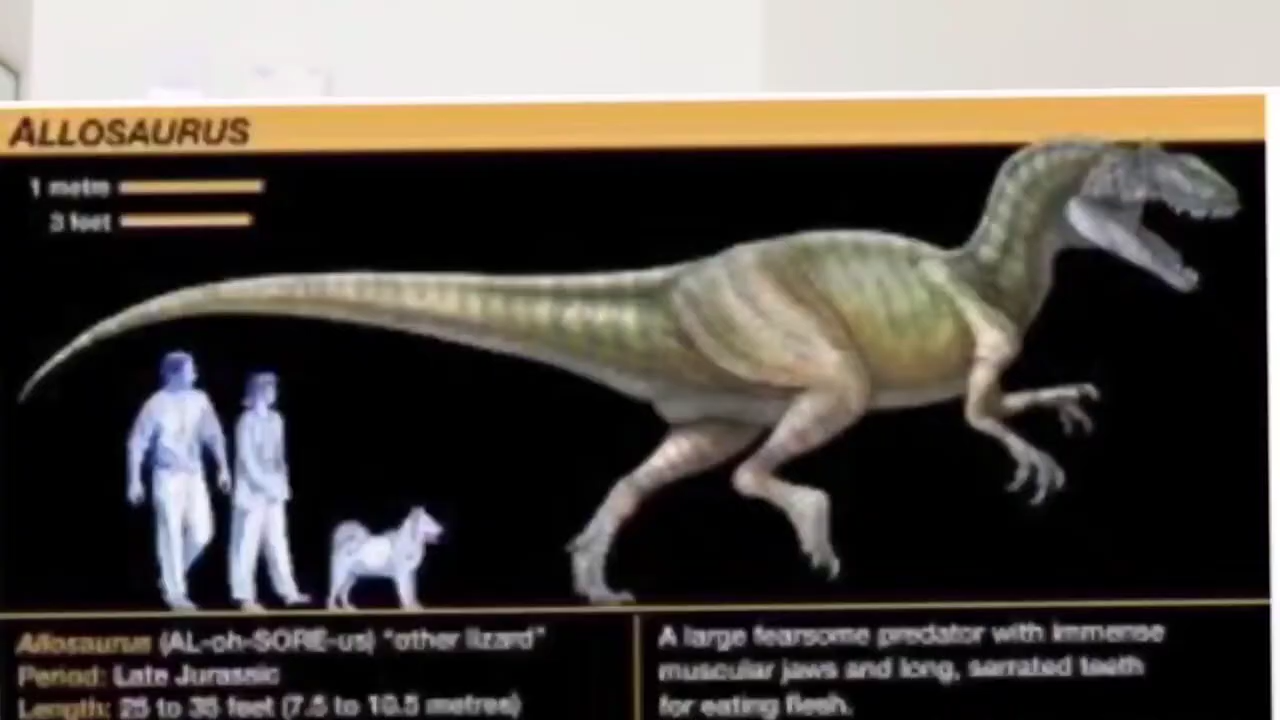 ALLOSAURUS
1 metre
3 feet
Allosaurus (AL-oh-SORE-us) "other lizard"
A large fearsome predator with immense
Period: Late Jurassic
muscular jaws and long, serrated teeth
Length: 25 to 35 feet (7.5 to 10.5 metres)
for eating flesh.